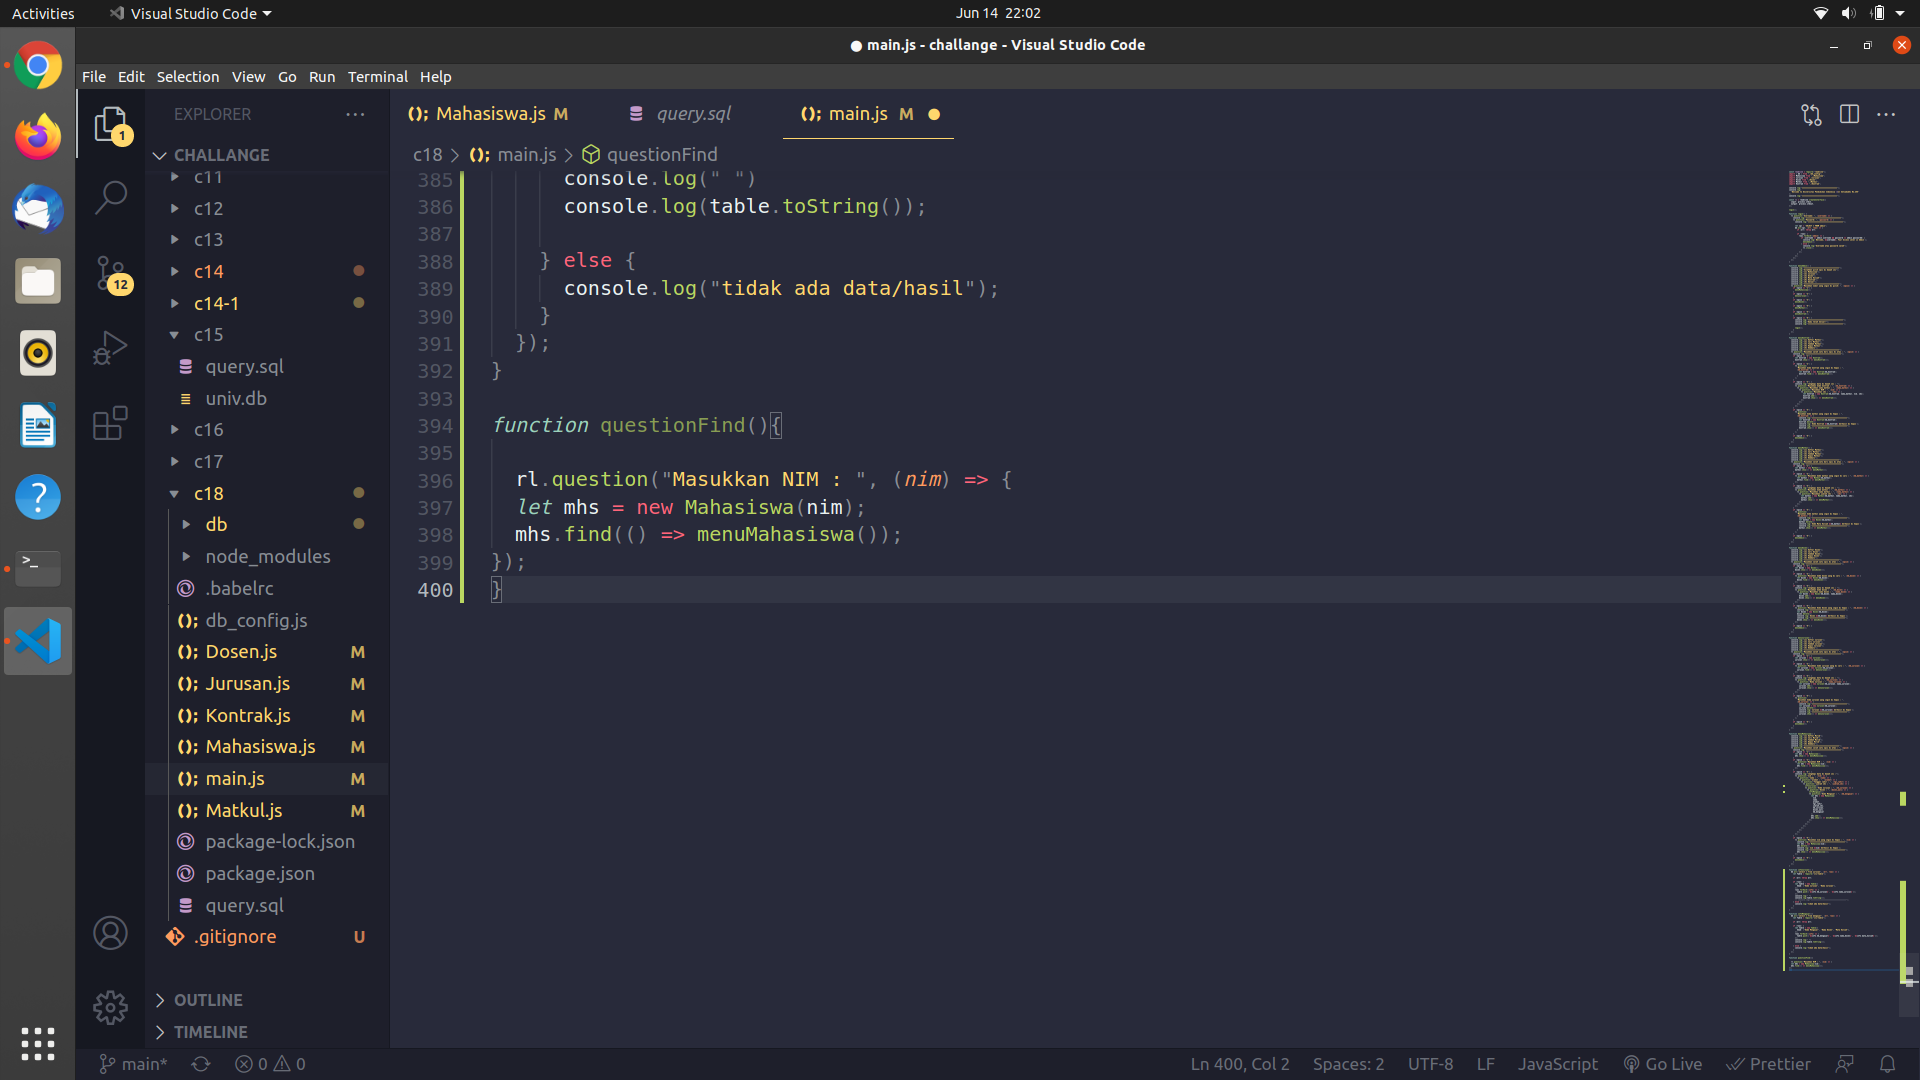 Activities
Visual Studio Code
Jun 14 22:02
● main.js - challange - Visual Studio Code
File Edit Selection View Go Run Terminal Help
EXPLORER
CHALLANGE
c11
c12
c13
c14
c14-1
c15
query.sql
univ.db
c16
c17
c18
db
node_modules
.babelrc
db_config.js
Dosen.js M
Jurusan.js M
Kontrak.js M
Mahasiswa.js M
main.js M
Matkul.js M
package-lock.json
package.json
query.sql
.gitignore U
OUTLINE
TIMELINE
1
12
Mahasiswa.js M
query.sql
main.js M
c18 > main.js > questionFind
385 console.log(" ")
386 console.log(table.toString());
387
388 } else {
389 console.log("tidak ada data/hasil");
390 }
391 });
392 }
393
394 function questionFind(){
395
396 rl.question("Masukkan NIM : ", (nim) => {
397 let mhs = new Mahasiswa(nim);
398 mhs.find(() => menuMahasiswa());
399 });
400 }
main*
0 0
Ln 400, Col 2
Spaces: 2
UTF-8
LF
JavaScript
Go Live
Prettier